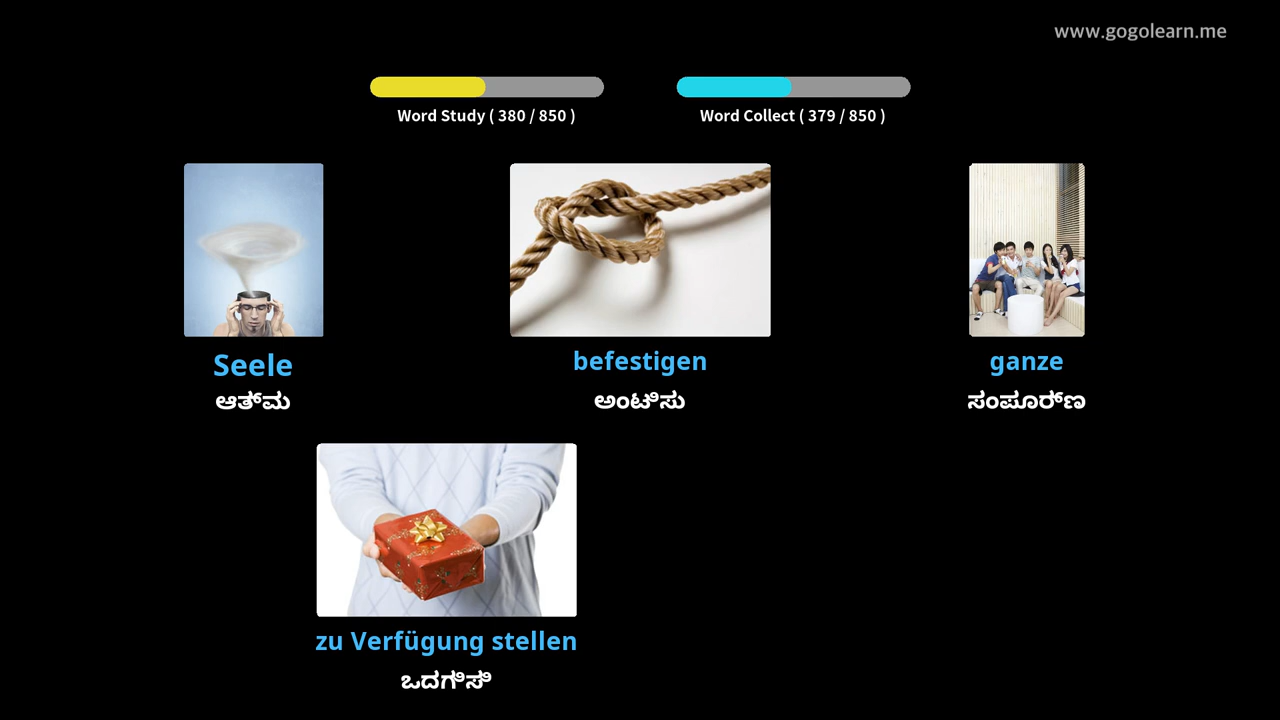 www.gogolearn.me
Word Study ( 380 / 850 )
Word Collect ( 379 / 850 )
Seele
ಆತ್ಮ
befestigen
ಅಂಟಿಸು
ganze
ಸಂಪೂರ್ಣ
zu Verfügung stellen
ಒದಗಿಸಿ